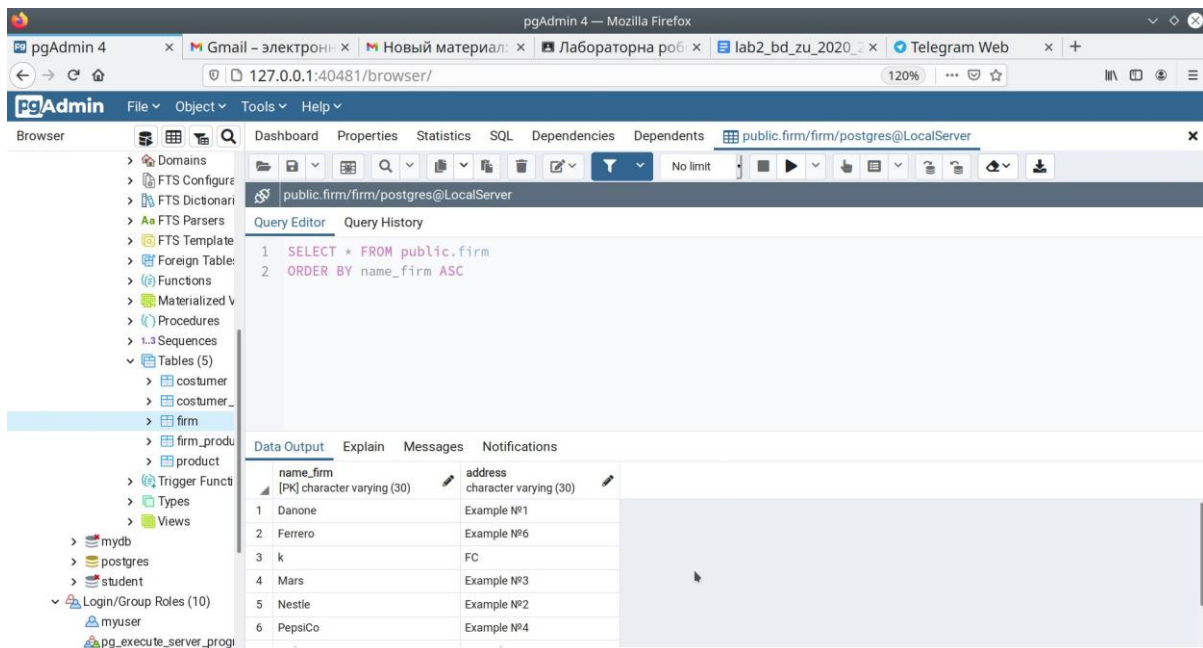 pgAdmin 4 — Mozilla Firefox
pgAdmin 4 Gmail – электронн Новый материал: Лабораторна роб lab2_bd_zu_2020_2 Telegram Web
127.0.0.1:40481/browser/ 120%
pgAdmin File Object Tools Help
Browser Dashboard Properties Statistics SQL Dependencies Dependents public.firm/firm/postgres@LocalServer
Domains
No limit
FTS Configura
FTS Dictionari
public.firm/firm/postgres@LocalServer
Aa FTS Parsers
Query Editor Query History
FTS Template
1 SELECT * FROM public.firm
2 ORDER BY name_firm ASC
Foreign Table
Functions
Materialized V
Procedures
1..3 Sequences
Tables (5)
costumer
costumer_
firm
firm_produ
product
Trigger Functi
Types
Views
mydb
postgres
student
Login/Group Roles (10)
myuser
pg_execute_server_progr
Data Output Explain Messages Notifications
name_firm address
[PK] character varying (30) character varying (30)
1 Danone Example №1
2 Ferrero Example №6
3 k FC
4 Mars Example №3
5 Nestle Example №2
6 PepsiCo Example №4